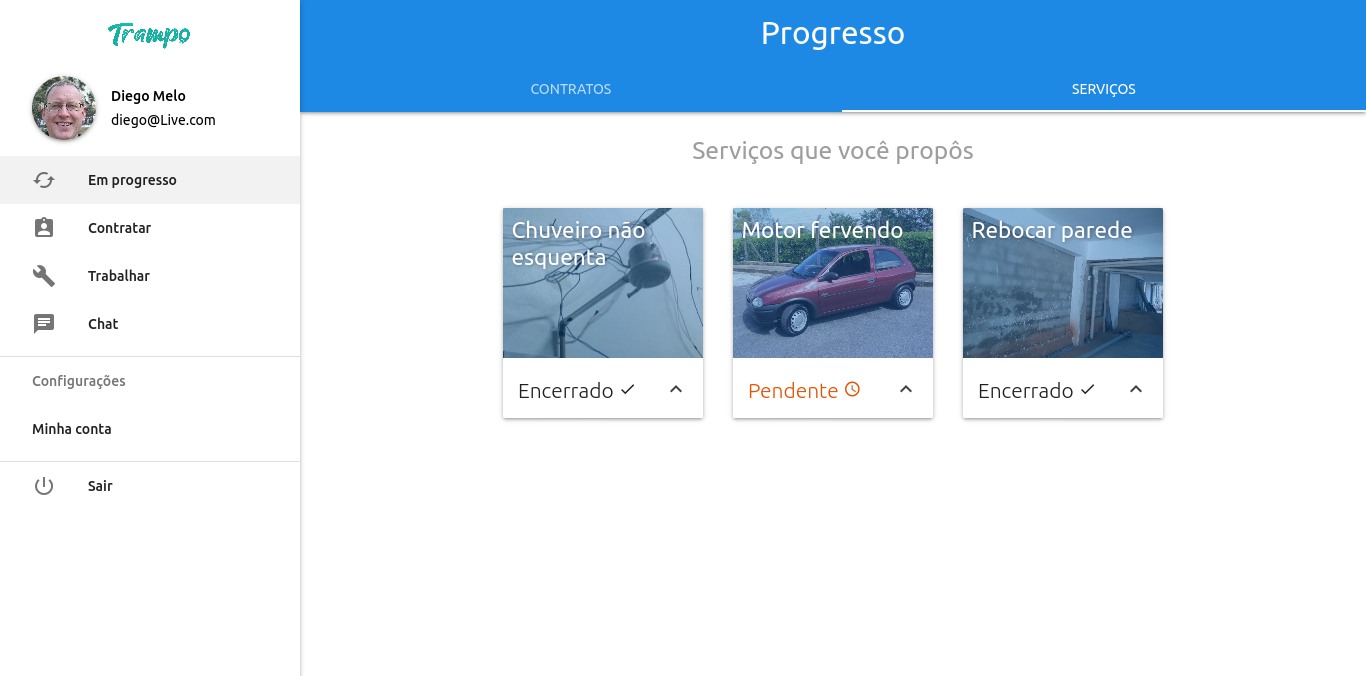 Trampo
Diego Melo
diego@Live.com
Em progresso
Contratar
Trabalhar
Chat
Configurações
Minha conta
Sair
Progresso
CONTRATOS
SERVIÇOS
Serviços que você propôs
Chuveiro não
esquenta
Encerrado
Motor fervendo
Pendente
Rebocar parede
Encerrado